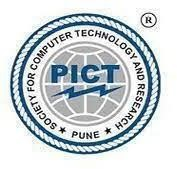 SOCIETY FOR COMPUTER TECHNOLOGY AND RESEARCH
PICT
★ PUNE ★
®